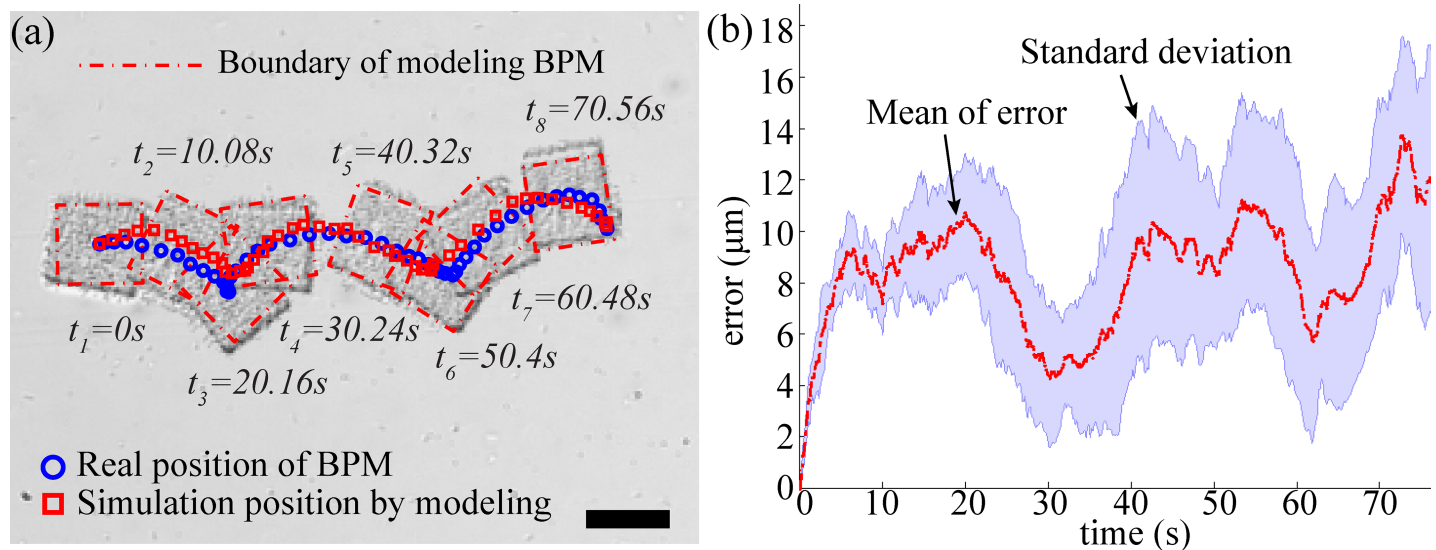 (a)
Boundary of modeling BPM
t8=70.56s
t2=10.08s
t5=40.32s
t1=0s
t4=30.24s
t7=60.48s
t3=20.16s
t6=50.4s
Real position of BPM
Simulation position by modeling
(b)
18
16
14
12
10
8
6
4
2
0
error (μm)
Standard deviation
Mean of error
0
10
20
30
40
50
60
70
time (s)